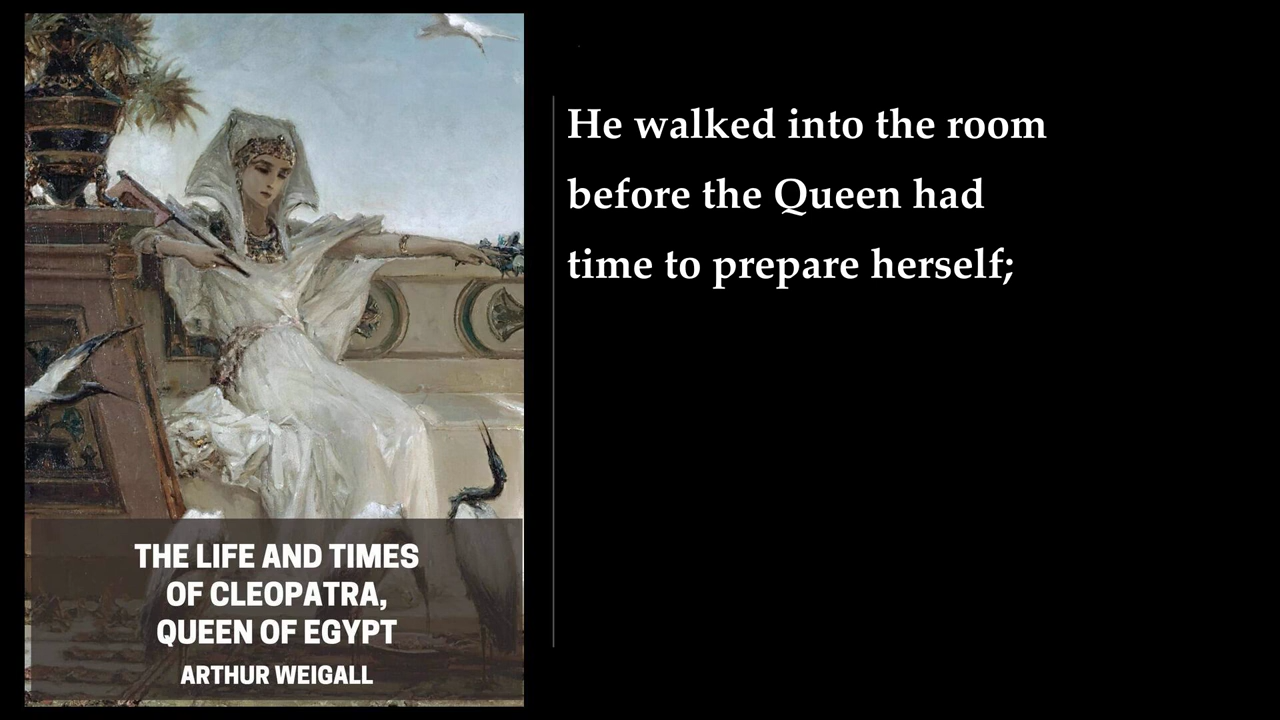 He walked into the room
before the Queen had
time to prepare herself;
THE LIFE AND TIMES
OF CLEOPATRA,
QUEEN OF EGYPT
ARTHUR WEIGALL